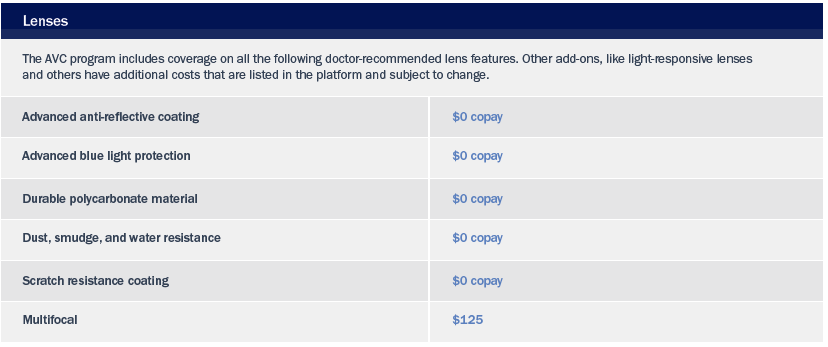 Lenses
The AVC program includes coverage on all the following doctor-recommended lens features. Other add-ons, like light-responsive lenses
and others have additional costs that are listed in the platform and subject to change.
Advanced anti-reflective coating $0 copay
Advanced blue light protection $0 copay
Durable polycarbonate material $0 copay
Dust, smudge, and water resistance $0 copay
Scratch resistance coating $0 copay
Multifocal $125